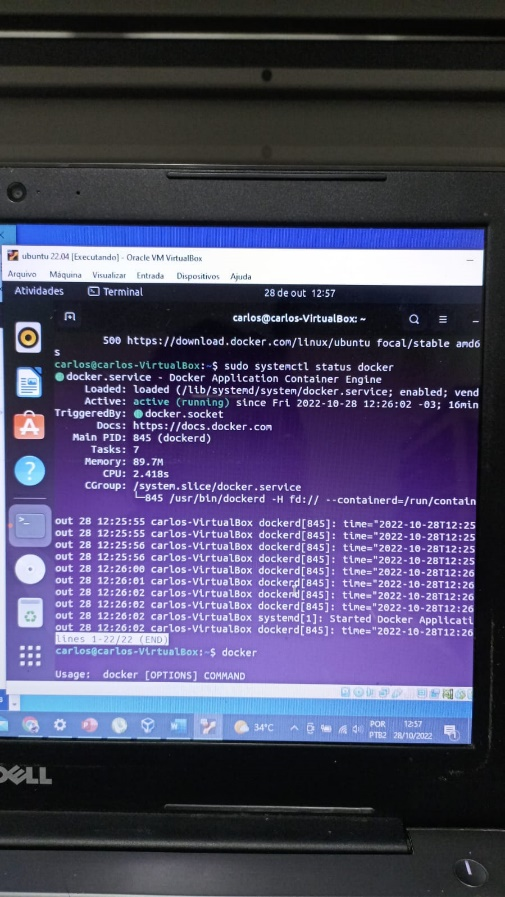 ubuntu 22.04 [Executando] - Oracle VM VirtualBox
Arquivo Máquina Visualizar Entrada Dispositivos Ajuda
Atividades Terminal 28 de out 12:57
carlos@carlos-VirtualBox: ~
500 https://download.docker.com/linux/ubuntu focal/stable amd6
s
carlos@carlos-VirtualBox:~$ sudo systemctl status docker
docker.service - Docker Application Container Engine
Loaded: loaded (/lib/systemd/system/docker.service; enabled; vend
Active: active (running) since Fri 2022-10-28 12:26:02 -03; 16min
TriggeredBy: docker.socket
Docs: https://docs.docker.com
Main PID: 845 (dockerd)
Tasks: 7
Memory: 89.7M
CPU: 2.418s
CGroup: /system.slice/docker.service
└─845 /usr/bin/dockerd -H fd:// --containerd=/run/contain
out 28 12:25:55 carlos-VirtualBox dockerd[845]: time="2022-10-28T12:25
out 28 12:25:55 carlos-VirtualBox dockerd[845]: time="2022-10-28T12:25
out 28 12:25:56 carlos-VirtualBox dockerd[845]: time="2022-10-28T12:25
out 28 12:25:56 carlos-VirtualBox dockerd[845]: time="2022-10-28T12:25
out 28 12:26:00 carlos-VirtualBox dockerd[845]: time="2022-10-28T12:26
out 28 12:26:01 carlos-VirtualBox dockerd[845]: time="2022-10-28T12:26
out 28 12:26:02 carlos-VirtualBox dockerd[845]: time="2022-10-28T12:26
out 28 12:26:02 carlos-VirtualBox dockerd[845]: time="2022-10-28T12:26
out 28 12:26:02 carlos-VirtualBox systemd[1]: Started Docker Applicati
out 28 12:26:02 carlos-VirtualBox dockerd[845]: time="2022-10-28T12:26
lines 1-22/22 (END)
carlos@carlos-VirtualBox:~$ docker
Usage: docker [OPTIONS] COMMAND
34°C POR 12:57
PTB2 28/10/2022
DELL